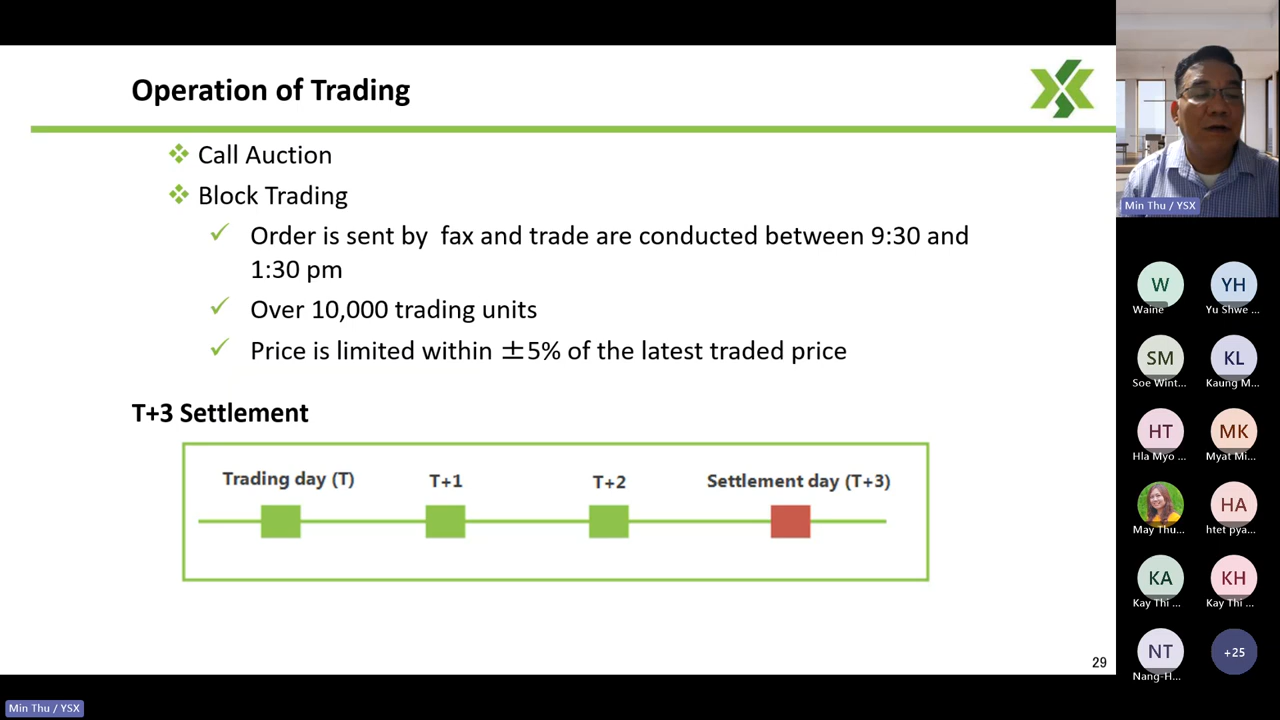 Operation of Trading
Call Auction
Block Trading
Order is sent by fax and trade are conducted between 9:30 and
1:30 pm
Over 10,000 trading units
Price is limited within ±5% of the latest traded price
T+3 Settlement
Trading day (T)
T+1
T+2
Settlement day (T+3)
29
Min Thu / YSX
W
YH
Waine
Yu Shwe ...
SM
KL
Soe Wint...
Kaung M...
HT
MK
Hla Myo ...
Myat Mi...
HA
May Thu...
htet pya...
KA
KH
Kay Thi ...
Kay Thi ...
NT
+25
Nang-H...
Min Thu / YSX